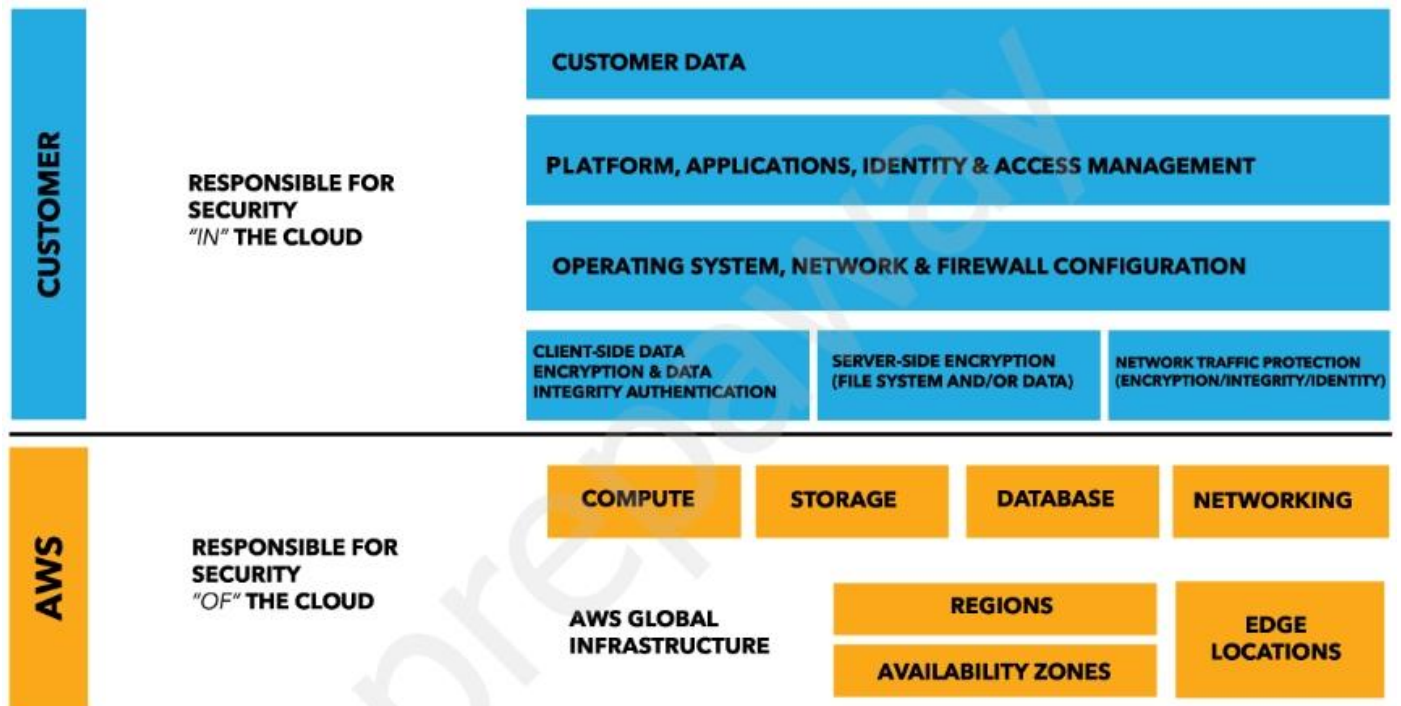 CUSTOMER
RESPONSIBLE FOR
SECURITY
"IN" THE CLOUD
CUSTOMER DATA
PLATFORM, APPLICATIONS, IDENTITY & ACCESS MANAGEMENT
OPERATING SYSTEM, NETWORK & FIREWALL CONFIGURATION
CLIENT-SIDE DATA
ENCRYPTION & DATA
INTEGRITY AUTHENTICATION
SERVER-SIDE ENCRYPTION
(FILE SYSTEM AND/OR DATA)
NETWORK TRAFFIC PROTECTION
(ENCRYPTION/INTEGRITY/IDENTITY)
AWS
RESPONSIBLE FOR
SECURITY
"OF" THE CLOUD
COMPUTE
STORAGE
DATABASE
NETWORKING
AWS GLOBAL
INFRASTRUCTURE
REGIONS
AVAILABILITY ZONES
EDGE
LOCATIONS
prepaway